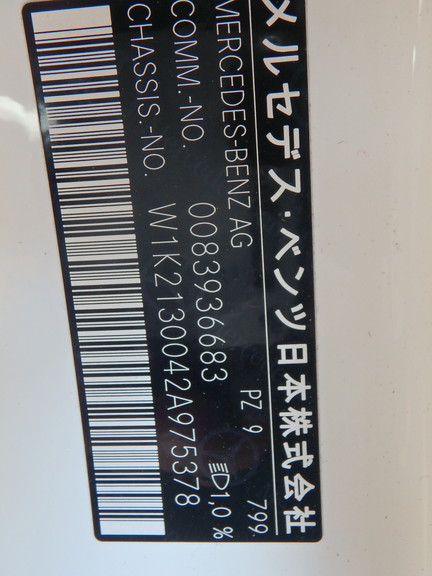 メルセデス・ベンツ日本株式会社
MERCEDES-BENZ AG PZ 9 799
COMM.-NO. 0083936683 1,0 %
CHASSIS.-NO. W1K2130042A975378